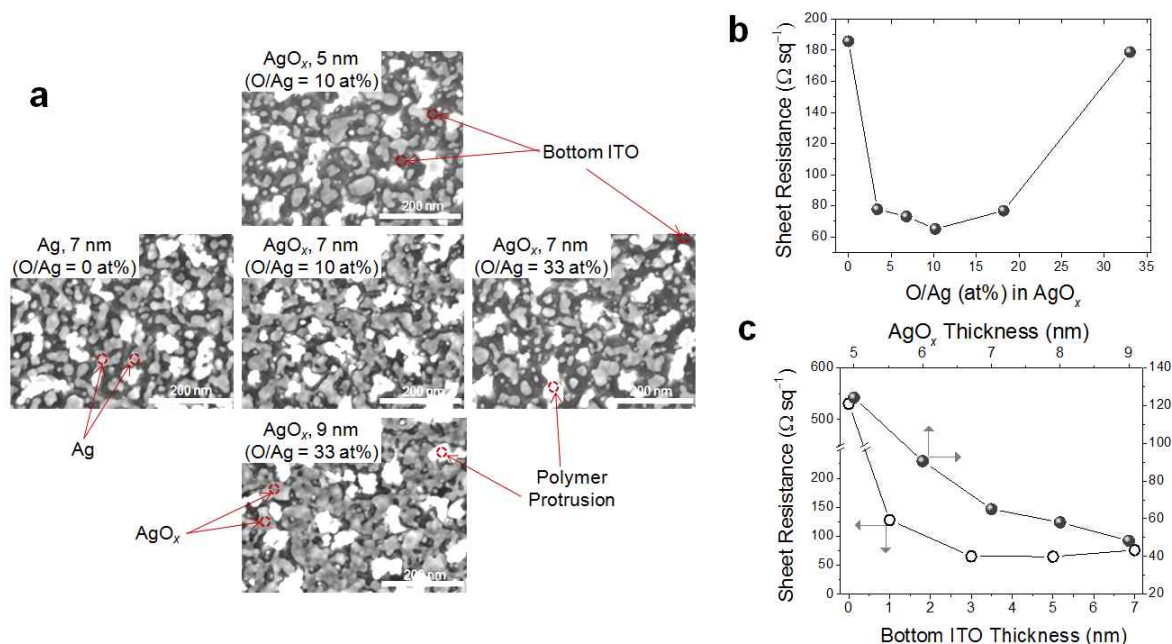 a
AgOx, 5 nm
(O/Ag = 10 at%)
200 nm
Bottom ITO
Ag, 7 nm
(O/Ag = 0 at%)
200 nm
Ag
AgOx, 7 nm
(O/Ag = 10 at%)
200 nm
AgOx, 7 nm
(O/Ag = 33 at%)
200 nm
AgOx, 9 nm
(O/Ag = 33 at%)
200 nm
Polymer
Protrusion
AgOx
b
Sheet Resistance (Ω sq⁻¹)
200
180
160
140
120
100
80
60
0 5 10 15 20 25 30 35
O/Ag (at%) in AgOx
c
AgOx Thickness (nm)
5 6 7 8 9
Sheet Resistance (Ω sq⁻¹)
600
500
200
150
100
50
0
140
120
100
80
60
40
20
0 1 2 3 4 5 6 7
Bottom ITO Thickness (nm)